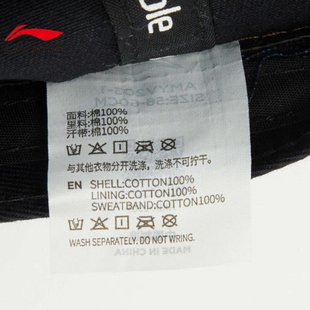 ble
面料:棉100%
里料:棉100%
汗带:棉100%
与其他衣物分开洗涤,洗涤不可拧干。
EN SHELL:COTTON100%
LINING:COTTON100%
SWEATBAND:COTTON100%
WASH SEPARATELY. DO NOT WRING.
MADE IN CHINA